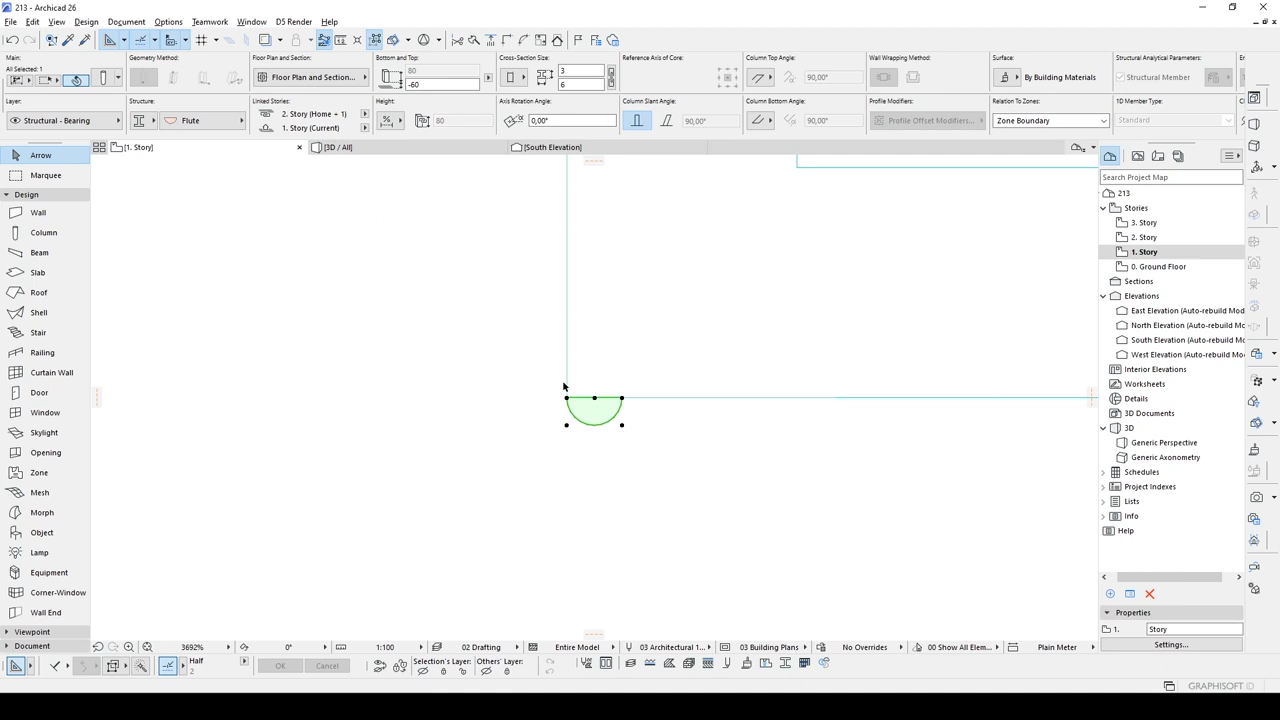 213 - Archicad 26
File Edit View Design Document Options Teamwork Window D5 Render Help
Main:
All Selected: 1
Geometry Method:
Floor Plan and Section:
Floor Plan and Section...
Bottom and Top:
80
-60
Cross-Section Size:
3
6
Reference Axis of Core:
Column Top Angle:
90,00°
Wall Wrapping Method:
Surface:
By Building Materials
Structural Analytical Parameters:
Structural Member
Layer:
Structural - Bearing
Structure:
Flute
Linked Stories:
2. Story (Home + 1)
1. Story (Current)
Height:
80
Axis Rotation Angle:
0,00°
Column Slant Angle:
90,00°
Column Bottom Angle:
90,00°
Profile Modifiers:
Profile Offset Modifiers...
Relation To Zones:
Zone Boundary
1D Member Type:
Standard
[1. Story]
[3D / All]
[South Elevation]
Arrow
Marquee
Design
Wall
Column
Beam
Slab
Roof
Shell
Stair
Railing
Curtain Wall
Door
Window
Skylight
Opening
Zone
Mesh
Morph
Object
Lamp
Equipment
Corner-Window
Wall End
Viewpoint
Document
Search Project Map
213
Stories
3. Story
2. Story
1. Story
0. Ground Floor
Sections
Elevations
East Elevation (Auto-rebuild Mod
North Elevation (Auto-rebuild Mo
South Elevation (Auto-rebuild Mo
West Elevation (Auto-rebuild Mo
Interior Elevations
Worksheets
Details
3D Documents
3D
Generic Perspective
Generic Axonometry
Schedules
Project Indexes
Lists
Info
Help
Properties
1.
Story
Settings...
3692%
0°
1:100
02 Drafting
Entire Model
03 Architectural 1...
03 Building Plans
No Overrides
00 Show All Elem...
Plain Meter
Half
2
OK
Cancel
Selection's Layer:
Others' Layer:
GRAPHISOFT ID